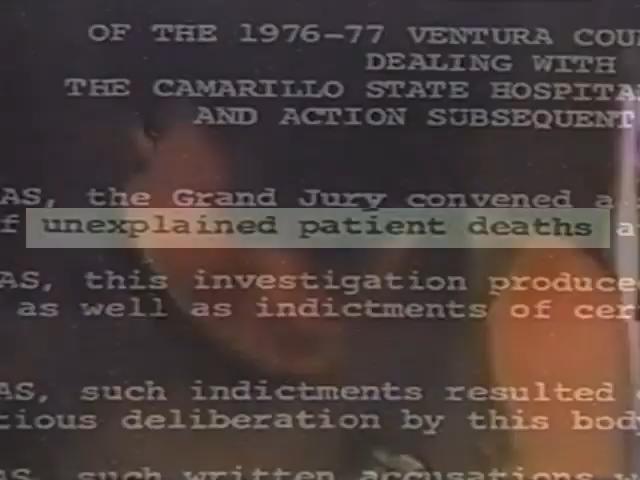 OF THE 1976-77 VENTURA COU
DEALING WITH
THE CAMARILLO STATE HOSPITA
AND ACTION SUBSEQUENT
AS, the Grand Jury convened a
f unexplained patient deaths a
AS, this investigation produce
as well as indictments of cer
AS, such indictments resulted
tious deliberation by this body
AS, such written accusations w